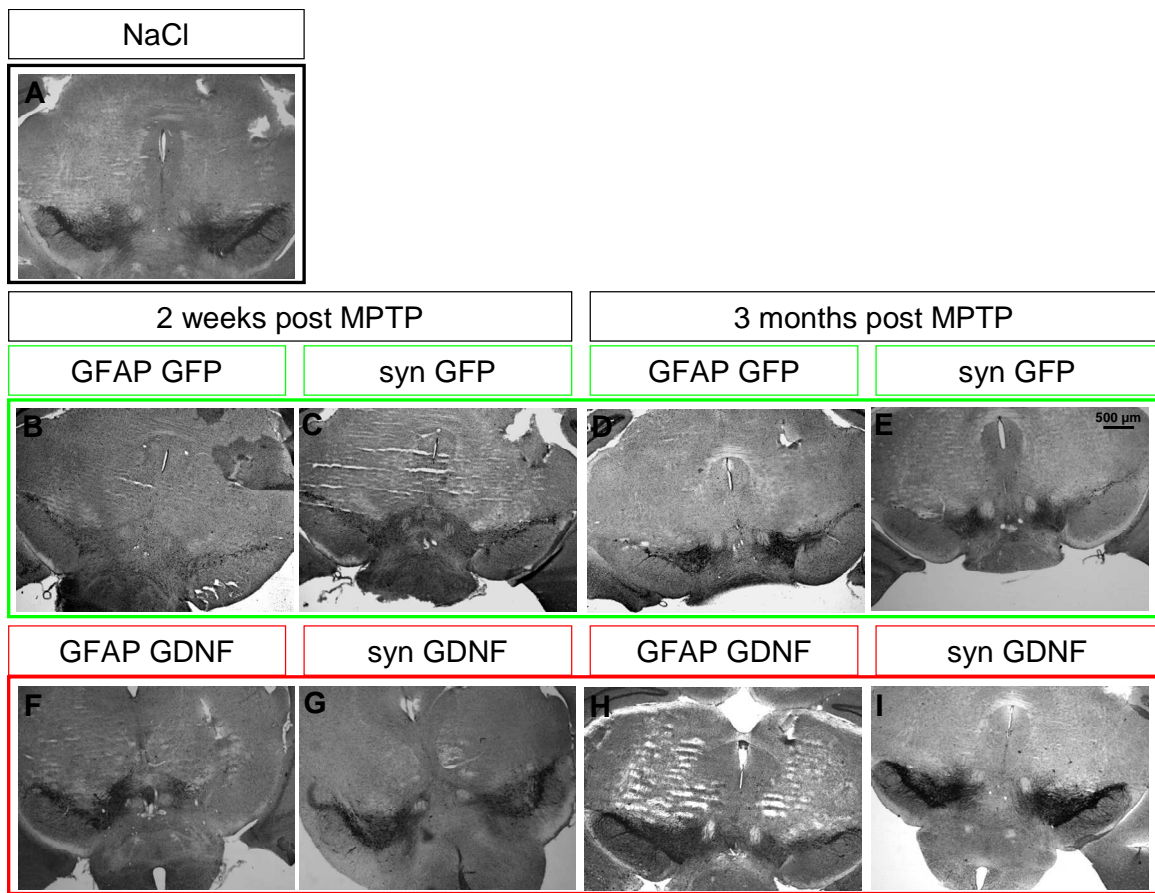 NaCl
A
2 weeks post MPTP
3 months post MPTP
GFAP GFP
syn GFP
GFAP GFP
syn GFP
B
C
D
E
500 µm
GFAP GDNF
syn GDNF
GFAP GDNF
syn GDNF
F
G
H
I